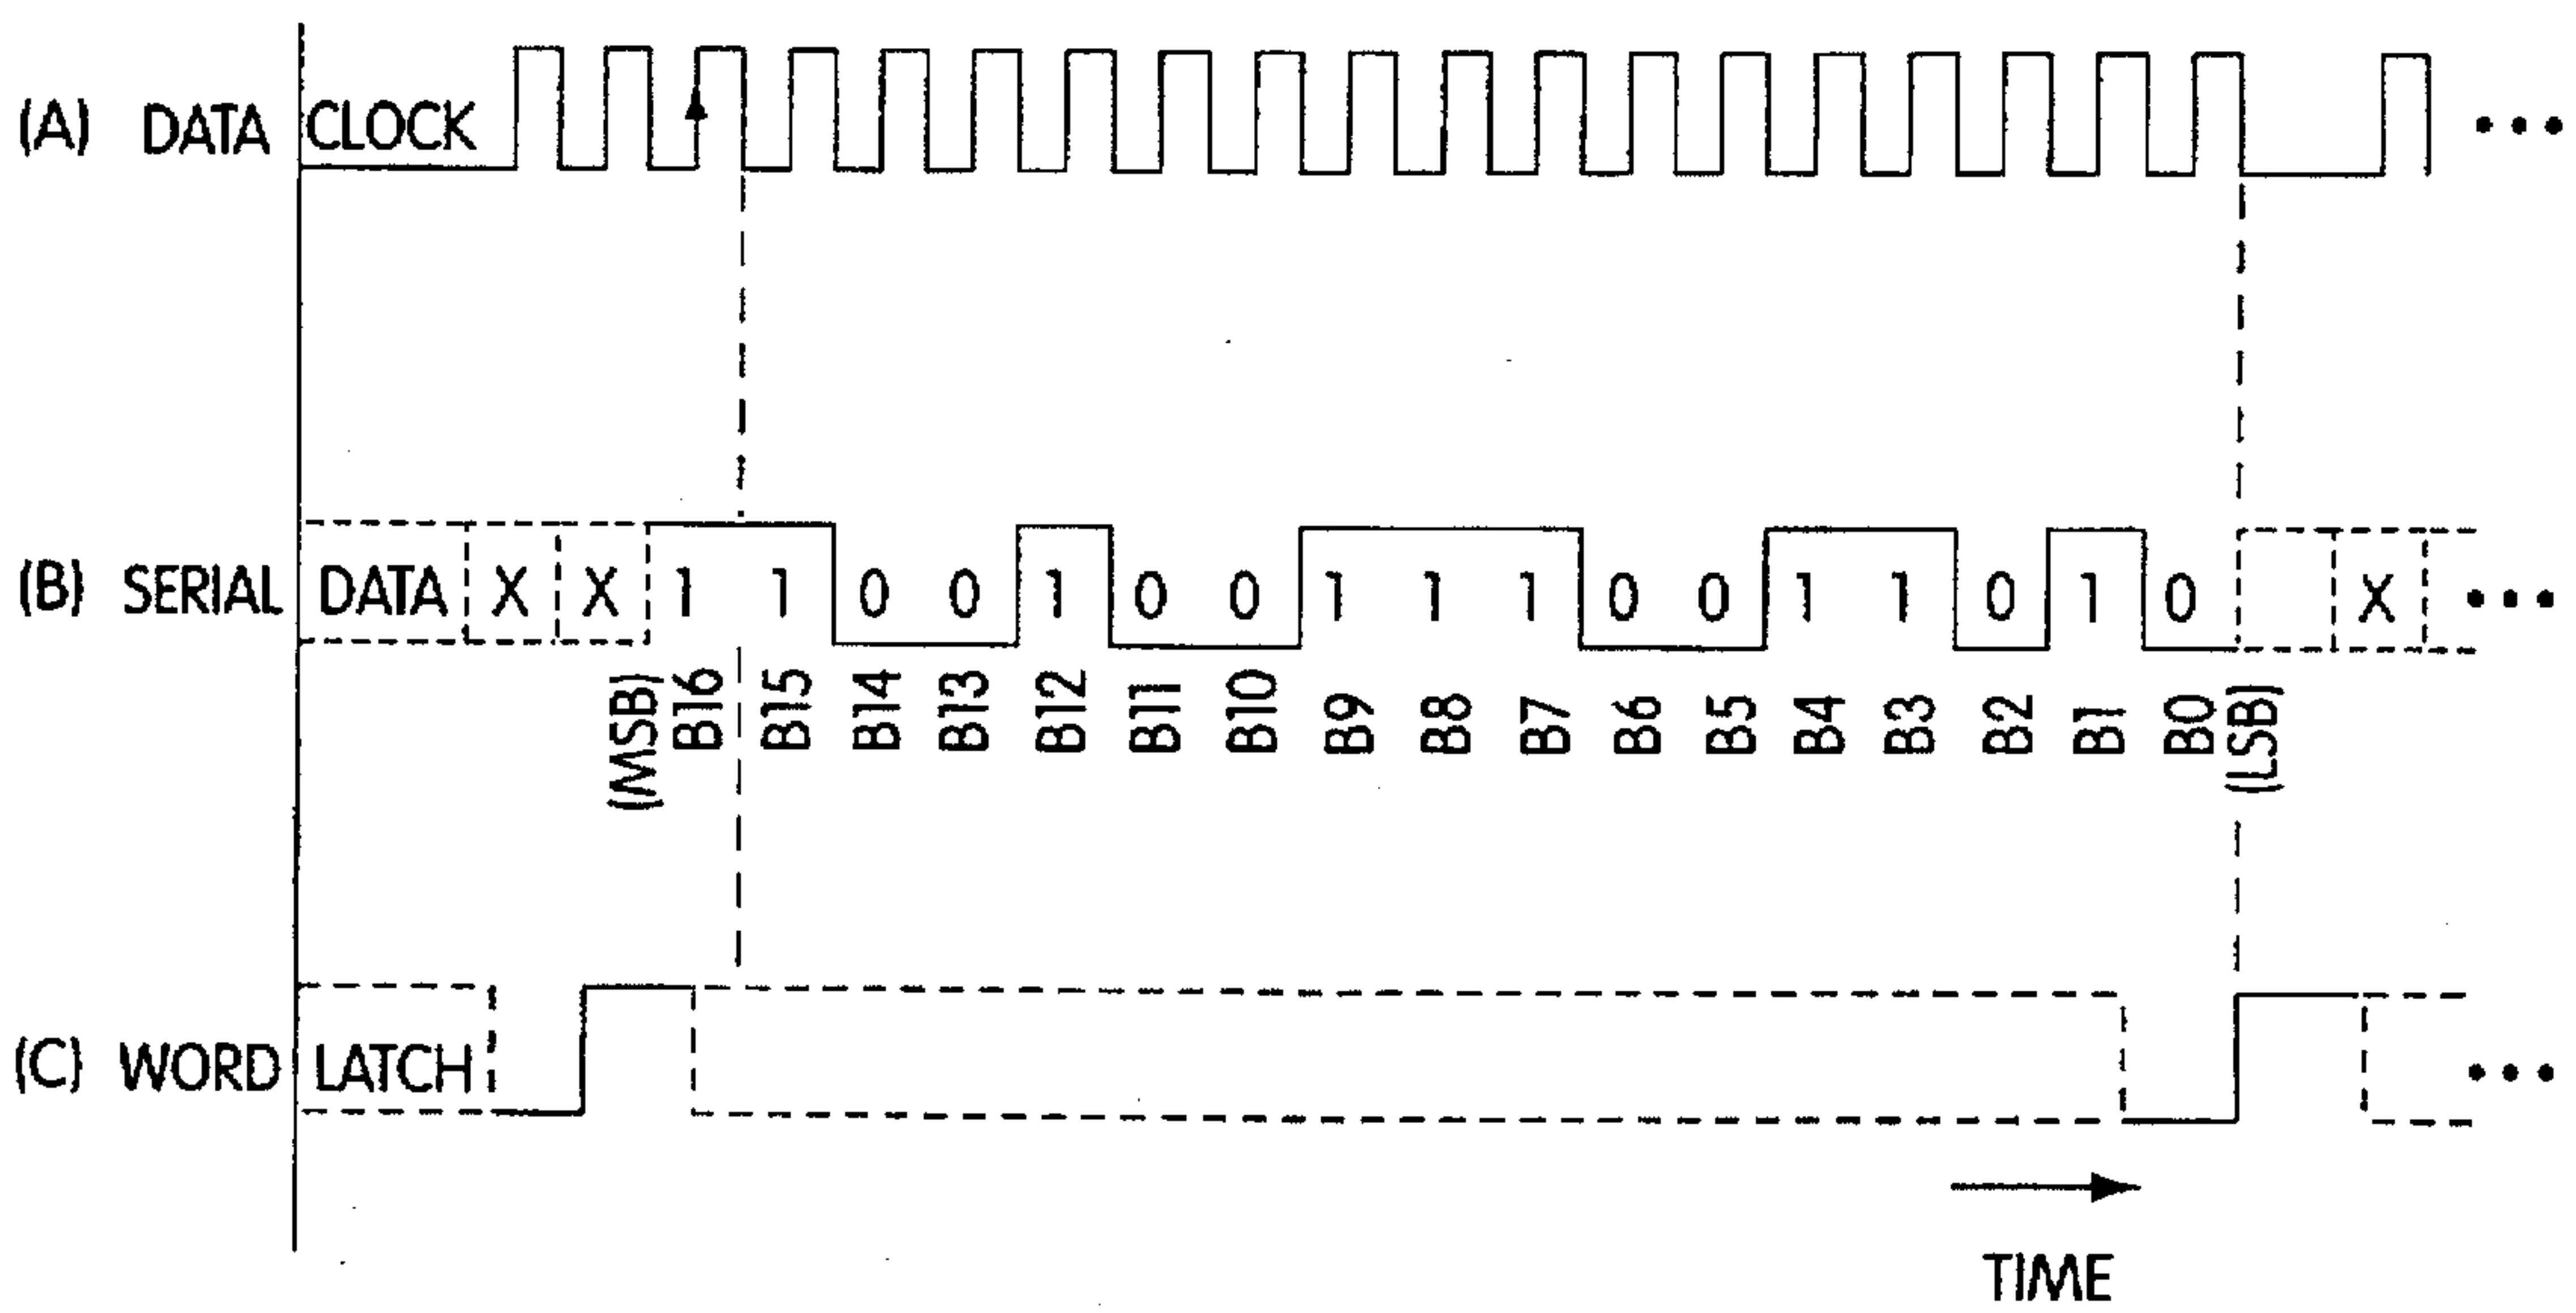 (A) DATA CLOCK •••
(B) SERIAL DATA X X 1 1 0 0 1 0 0 1 1 1 0 0 1 1 0 1 0 X •••
(MSB) B16 B15 B14 B13 B12 B11 B10 B9 B8 B7 B6 B5 B4 B3 B2 B1 B0 (LSB)
(C) WORD LATCH •••
TIME